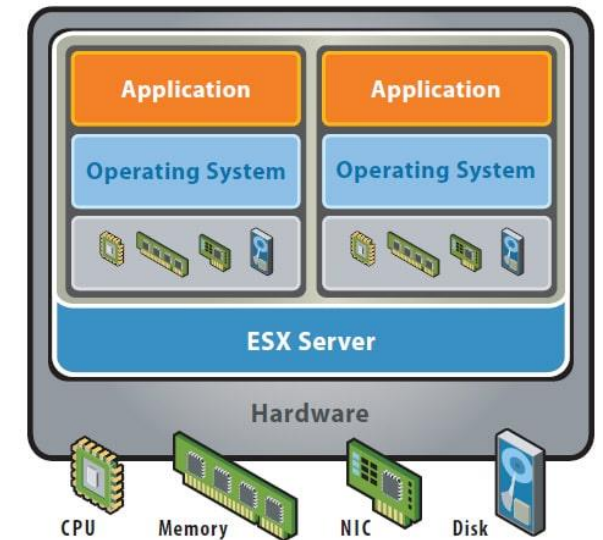 Application Application
Operating System Operating System
ESX Server
Hardware
CPU Memory NIC Disk